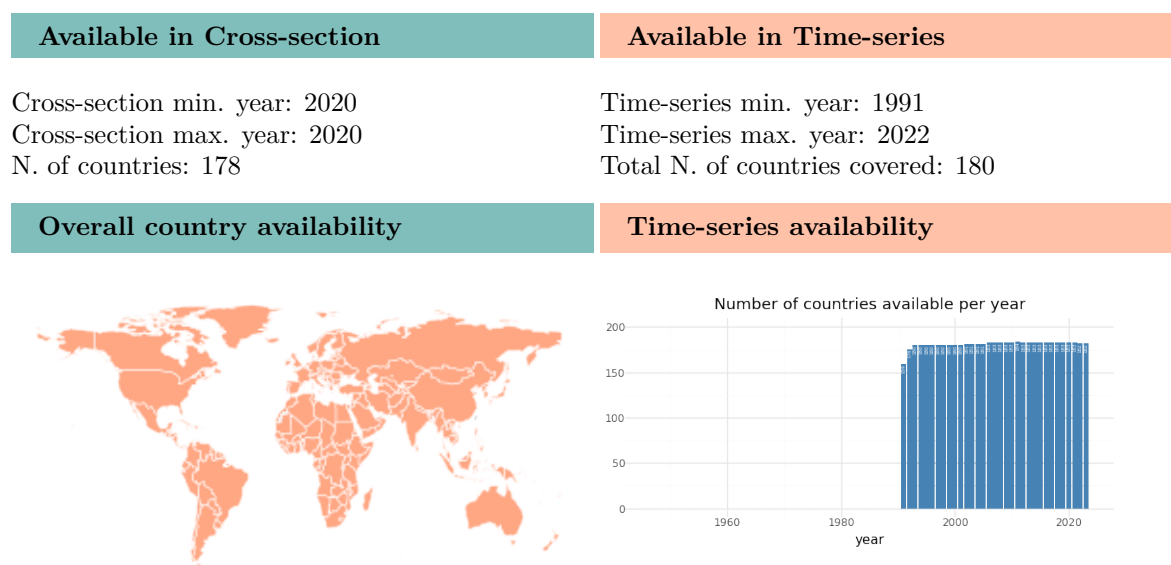 Available in Cross-section
Available in Time-series
Cross-section min. year: 2020
Cross-section max. year: 2020
N. of countries: 178
Time-series min. year: 1991
Time-series max. year: 2022
Total N. of countries covered: 180
Overall country availability
Time-series availability
Number of countries available per year
200
150
100
50
0
1960 1980 2000 2020
year